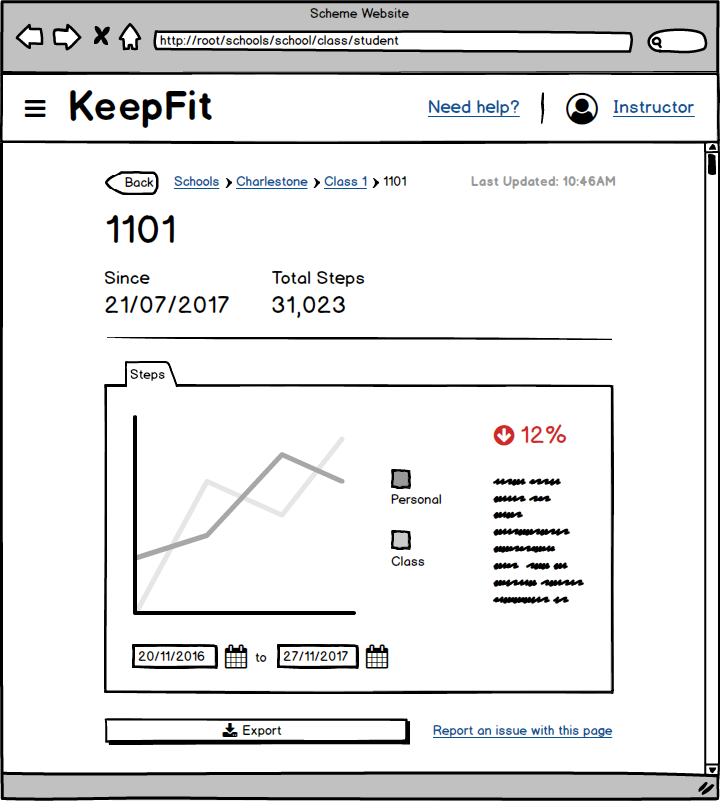 Scheme Website
http://root/schools/school/class/student
KeepFit
Need help?
Instructor
Back
Schools
Charlestone
Class 1
1101
Last Updated: 10:46AM
1101
Since
Total Steps
21/07/2017
31,023
Steps
12%
Personal
Class
20/11/2016
to
27/11/2017
Export
Report an issue with this page